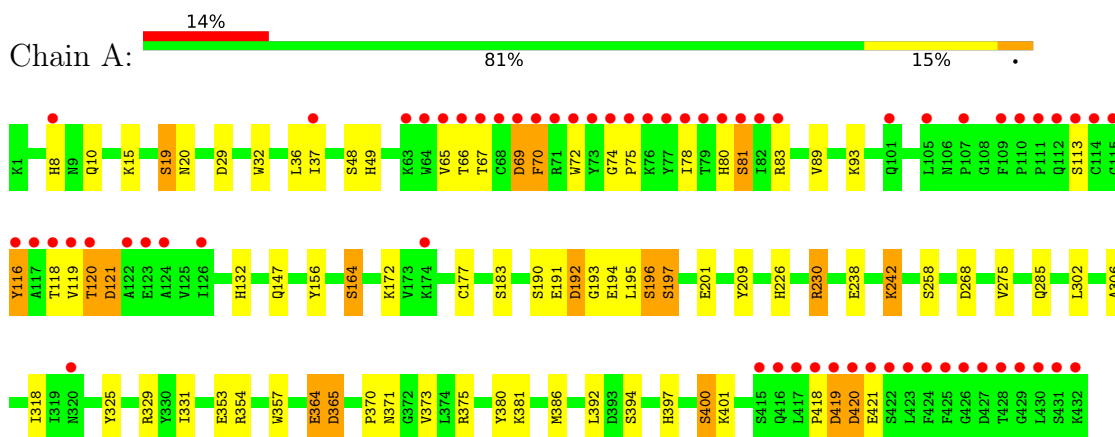 14%
Chain A:
81% 15% •
K1 H8 N9 Q10 K15 S19 N20 D29 W32 L36 I37 S48 H49 K63 W64 V65 T66 T67 C68 D69 F70 R71 W72 Y73 G74 P75 K76 Y77 I78 T79 H80 S81 I82 R83 V89 K93 Q101 L105 N106 P107 G108 F109 P110 P111 Q112 S113 C114 G115
Y116 A117 T118 V119 T120 D121 A122 E123 A124 V125 I126 H132 Q147 Y156 S164 K172 V173 K174 C177 S183 S190 E191 D192 G193 E194 L195 S196 S197 E201 Y209 H226 R230 E238 K242 S258 D268 V275 Q285 L302 A306
I318 I319 N320 Y325 R329 Y330 I331 E353 R354 W357 E364 D365 P370 N371 G372 V373 L374 R375 Y380 K381 M386 L392 D393 S394 H397 S400 K401 S415 Q416 L417 P418 D419 D420 E421 S422 L423 F424 F425 G426 D427 T428 G429 L430 S431 K432